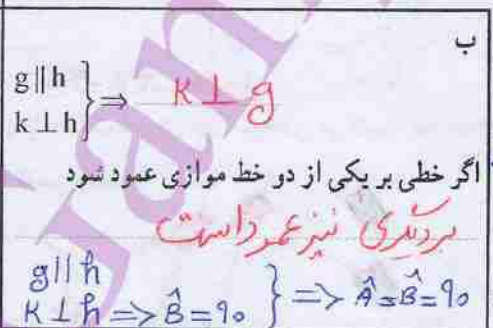 ب
g || h
k ⊥ h } ⇒ K ⊥ g
اگر خطی بر یکی از دو خط موازی عمود شود
بر دیگری نیز عمود است
g || h
K ⊥ h ⇒ B̂ = 90 } ⇒ Â = B̂ = 90